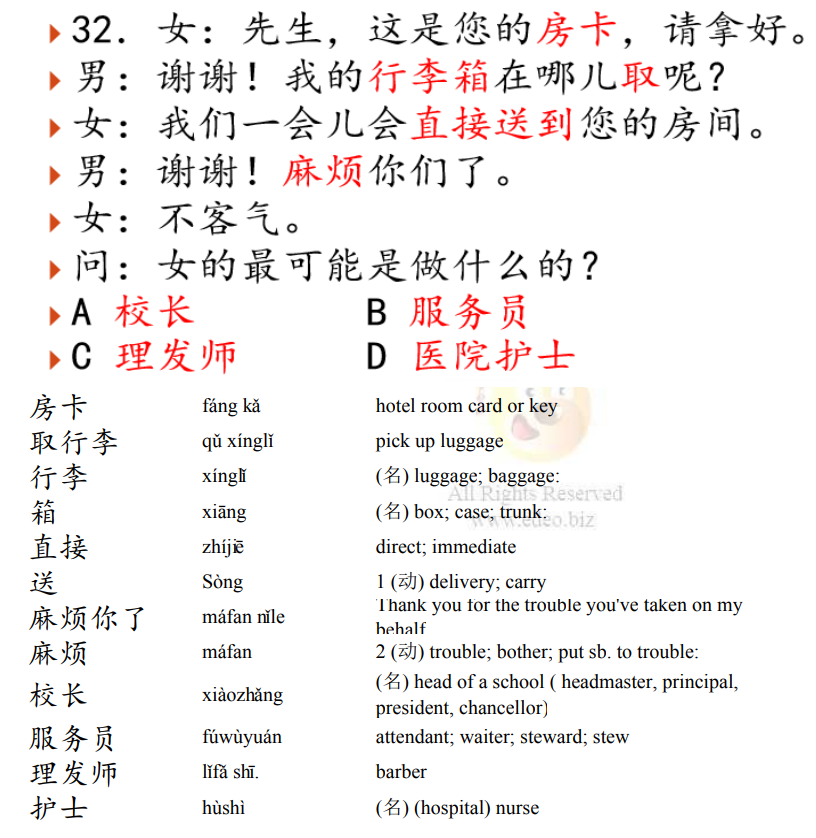 32. 女：先生，这是您的房卡，请拿好。
男：谢谢！我的行李箱在哪儿取呢？
女：我们一会儿会直接送到您的房间。
男：谢谢！麻烦你们了。
女：不客气。
问：女的最可能是做什么的？
A 校长 B 服务员
C 理发师 D 医院护士
房卡 fáng kǎ hotel room card or key
取行李 qǔ xínglǐ pick up luggage
行李 xínglǐ (名) luggage; baggage:
箱 xiāng (名) box; case; trunk:
All Rights Reserved
www.edeo.biz
直接 zhíjiē direct; immediate
送 Sòng 1 (动) delivery; carry
麻烦你了 máfan nǐle Thank you for the trouble you've taken on my
behalf
麻烦 máfan 2 (动) trouble; bother; put sb. to trouble:
校长 xiàozhǎng (名) head of a school ( headmaster, principal,
president, chancellor)
服务员 fúwùyuán attendant; waiter; steward; stew
理发师 lǐfǎ shī. barber
护士 hùshì (名) (hospital) nurse